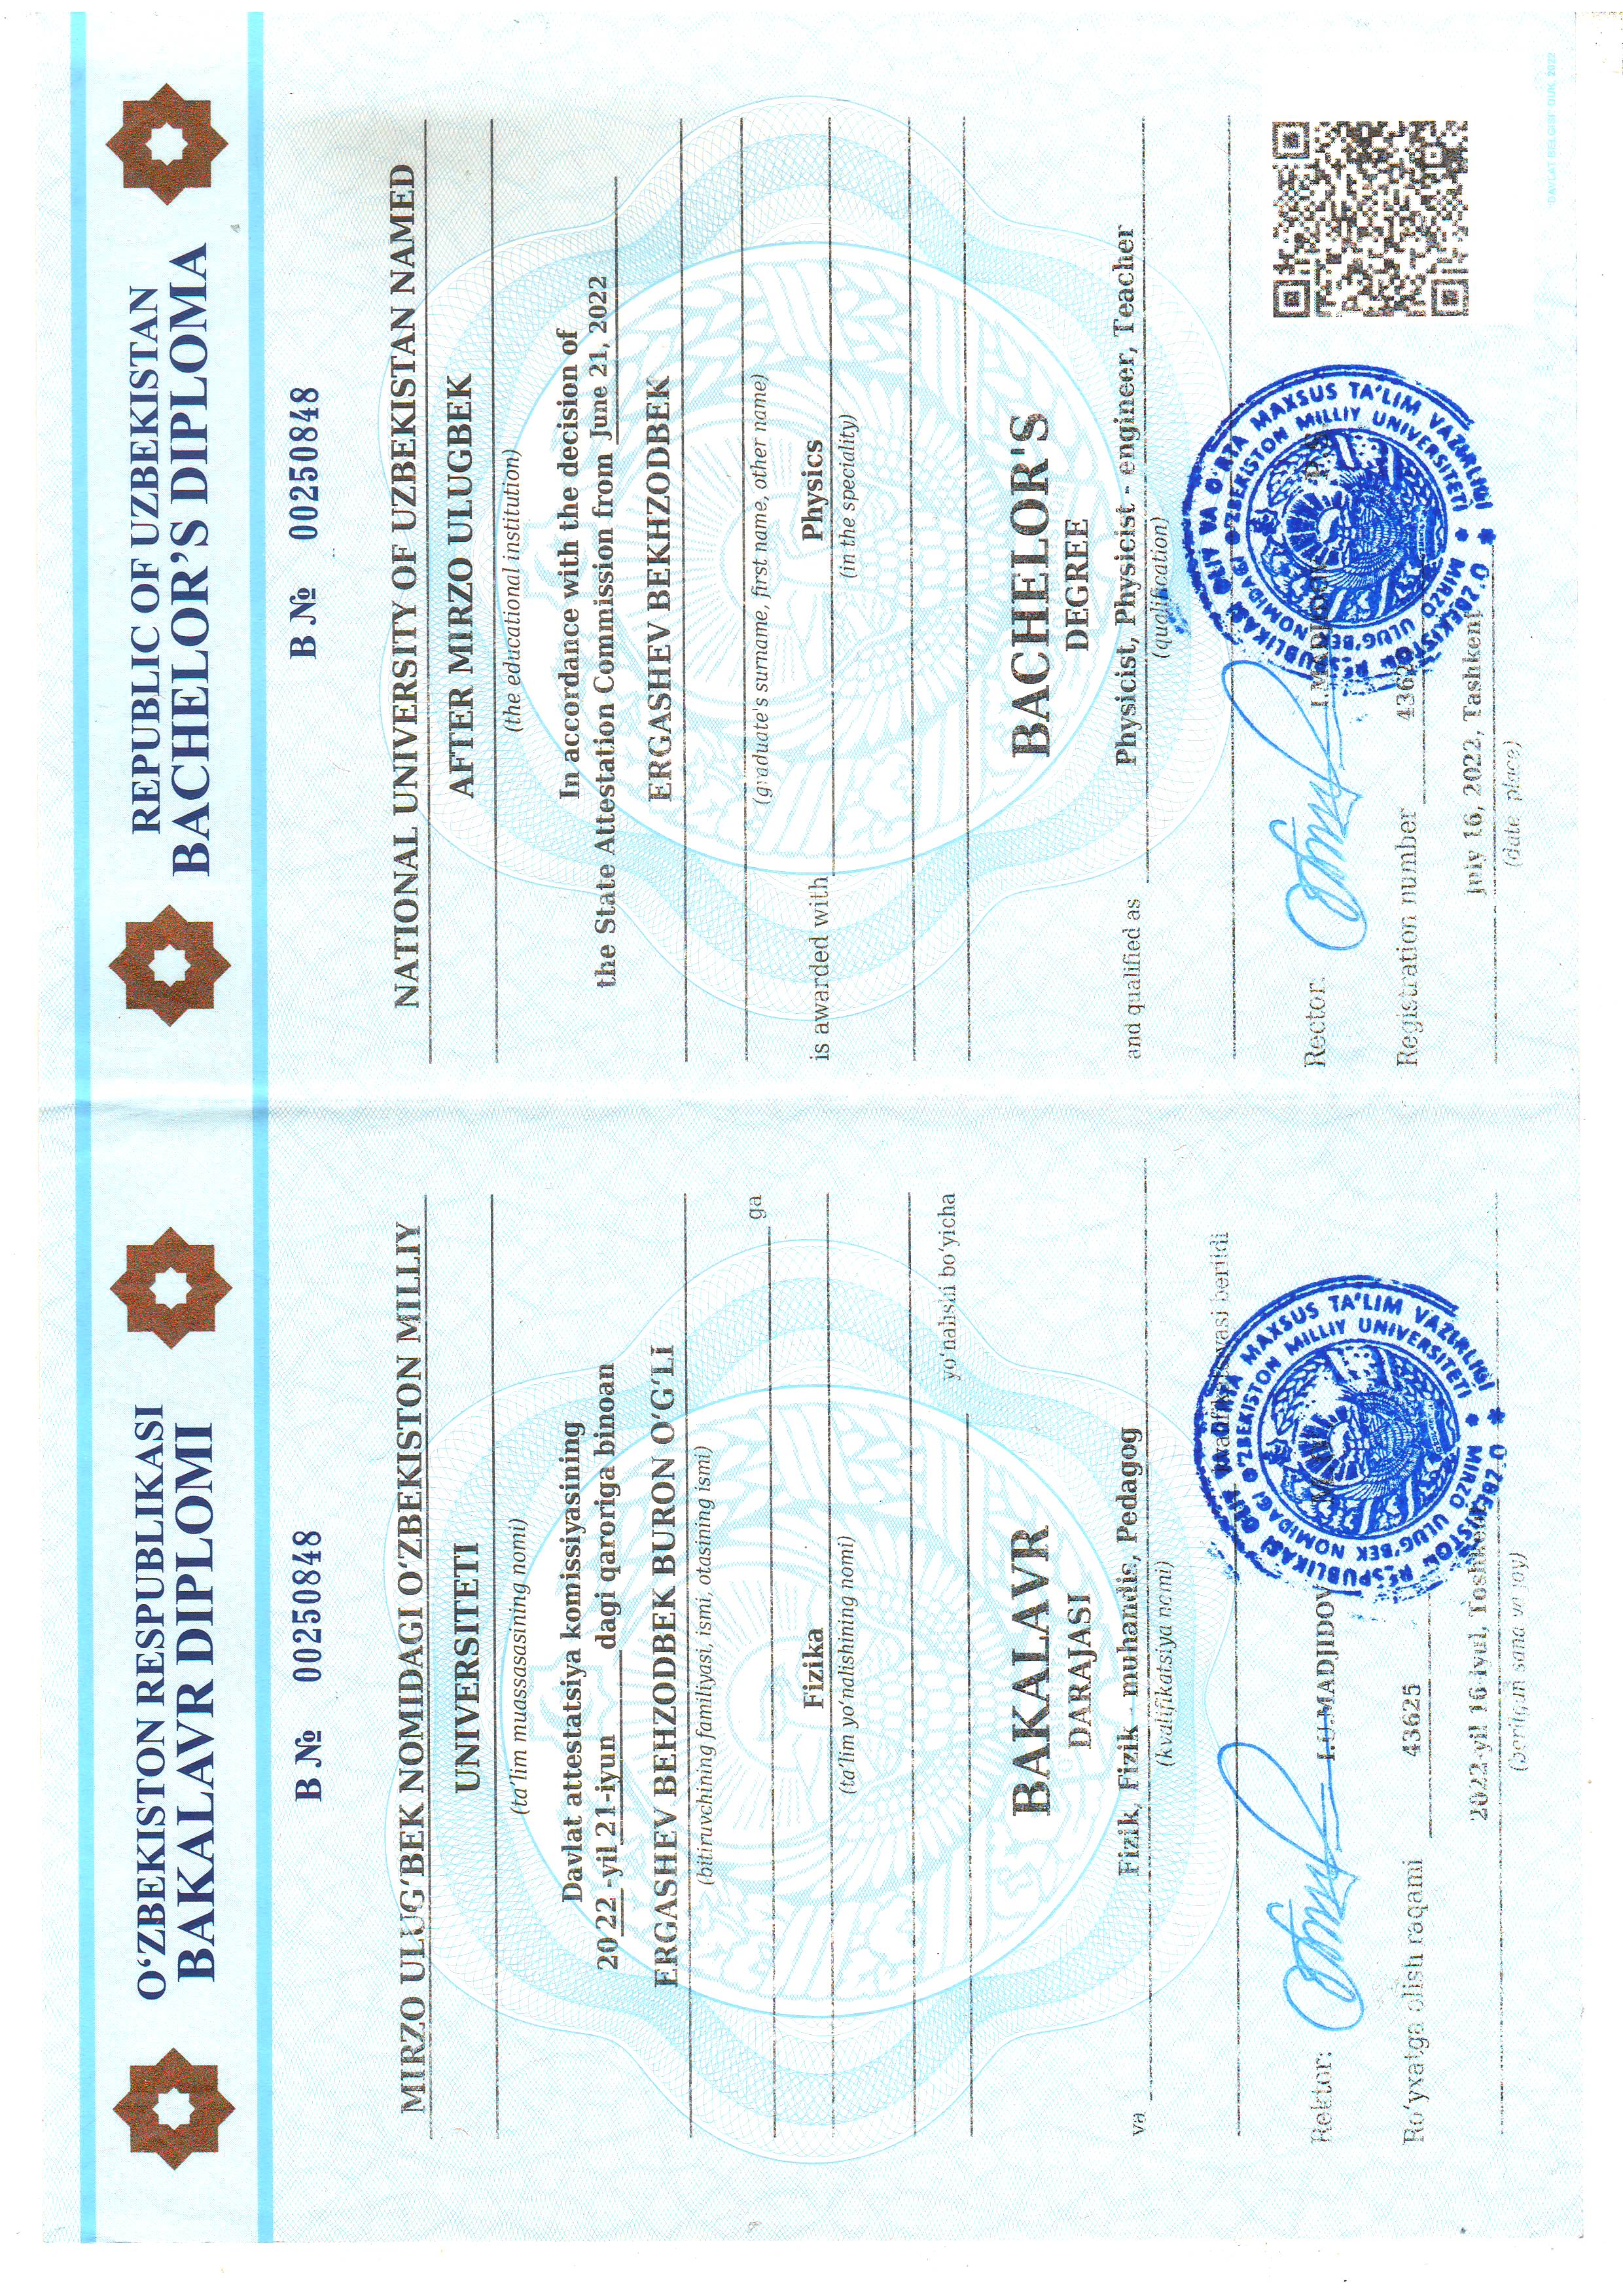 O‘ZBEKISTON RESPUBLIKASI
BAKALAVR DIPLOMI
B № 00250848
MIRZO ULUG‘BEK NOMIDAGI O‘ZBEKISTON MILLIY
UNIVERSITETI
(ta’lim muassasasining nomi)
Davlat attestatsiya komissiyasining
2022 -yil 21-iyun dagi qaroriga binoan
ERGASHEV BEHZODBEK BURON O‘G‘LI
(bitiruvchining familiyasi, ismi, otasining ismi)
ga
Fizika
(ta’lim yo‘nalishining nomi)
yo‘nalishi bo‘yicha
BAKALAVR
DARAJASI
va Fizik, Fizik - muhandis, Pedagog
(kvalifikatsiya nomi)
berildi
Rektor: I.U.MADJIDOV
Ro‘yxatga olish raqami 43625
2022-yil 16-iyul, Toshkent
(berilgan sana va joy)
O‘ZBEKISTON RESPUBLIKASI OLIY VA O‘RTA MAXSUS TA’LIM VAZIRLIGI
MIRZO ULUG‘BEK NOMIDAGI O‘ZBEKISTON MILLIY UNIVERSITETI
REPUBLIC OF UZBEKISTAN
BACHELOR’S DIPLOMA
B № 00250848
NATIONAL UNIVERSITY OF UZBEKISTAN NAMED
AFTER MIRZO ULUGBEK
(the educational institution)
In accordance with the decision of
the State Attestation Commission from June 21, 2022
ERGASHEV BEKHZODBEK
(graduate's surname, first name, other name)
is awarded with Physics
(in the speciality)
BACHELOR'S
DEGREE
and qualified as Physicist, Physicist - engineer, Teacher
(qualification)
Rector:
Registration number
July 16, 2022, Tashkent
(date place)
O‘ZBEKISTON RESPUBLIKASI OLIY VA O‘RTA MAXSUS TA’LIM VAZIRLIGI
MIRZO ULUG‘BEK NOMIDAGI O‘ZBEKISTON MILLIY UNIVERSITETI